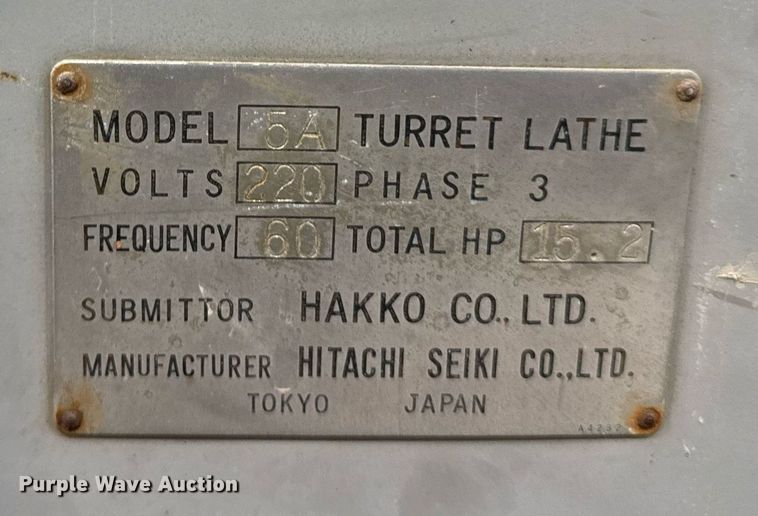 MODEL 5A TURRET LATHE
VOLTS 220 PHASE 3
FREQUENCY 60 TOTAL HP 15.2
SUBMITTOR HAKKO CO., LTD.
MANUFACTURER HITACHI SEIKI CO.,LTD.
TOKYO JAPAN
A4252
Purple Wave Auction